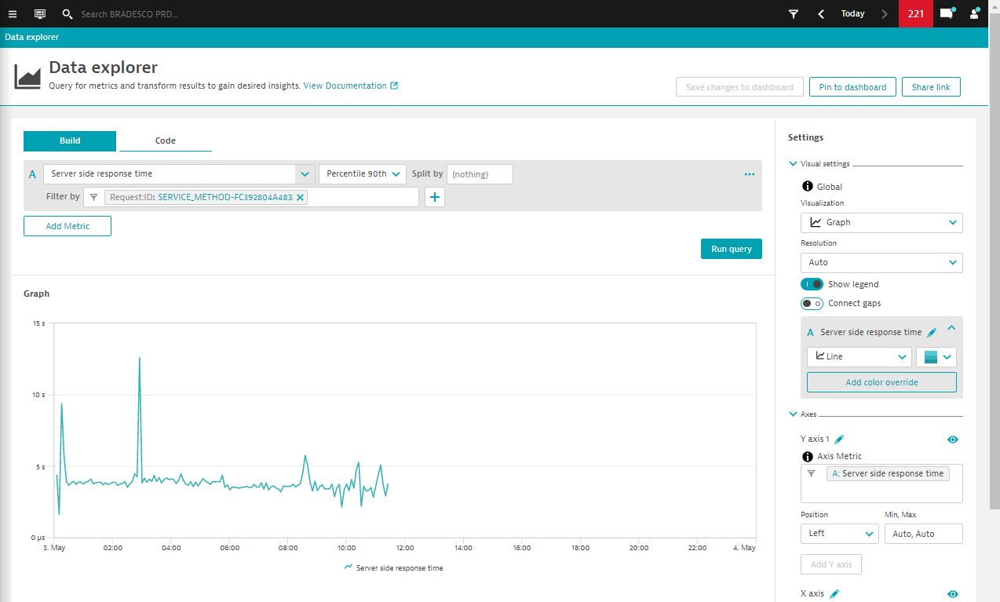 Search BRADESCO PRD...
Today
221
Data explorer
Data explorer
Query for metrics and transform results to gain desired insights. View Documentation
Save changes to dashboard
Pin to dashboard
Share link
Build
Code
A
Server side response time
Percentile 90th
Split by
(nothing)
Filter by
Request:ID: SERVICE_METHOD-FC392804A483
Add Metric
Run query
Graph
15 s
10 s
5 s
0 µs
3. May
02:00
04:00
06:00
08:00
10:00
12:00
14:00
16:00
18:00
20:00
22:00
4. May
Server side response time
Settings
Visual settings
Global
Visualization
Graph
Resolution
Auto
Show legend
Connect gaps
A Server side response time
Line
Add color override
Axes
Y axis 1
Axis Metric
A: Server side response time
Position
Min, Max
Left
Auto, Auto
Add Y axis
X axis